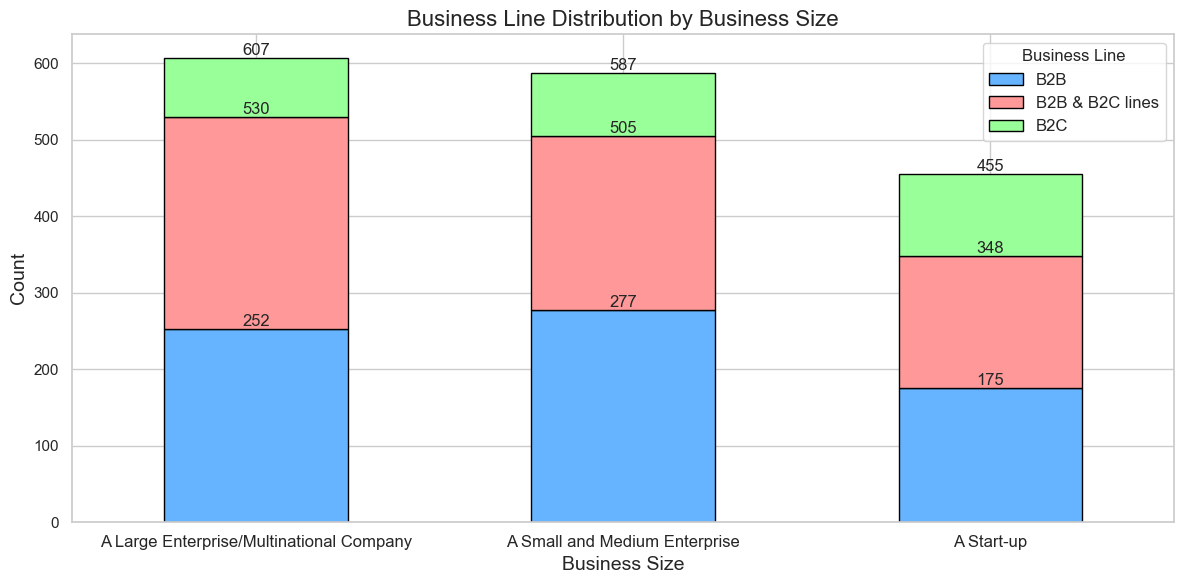 Business Line Distribution by Business Size
Business Line
B2B
B2B & B2C lines
B2C
Count
600
500
400
300
200
100
0
607
530
252
587
505
277
455
348
175
A Large Enterprise/Multinational Company
A Small and Medium Enterprise
A Start-up
Business Size